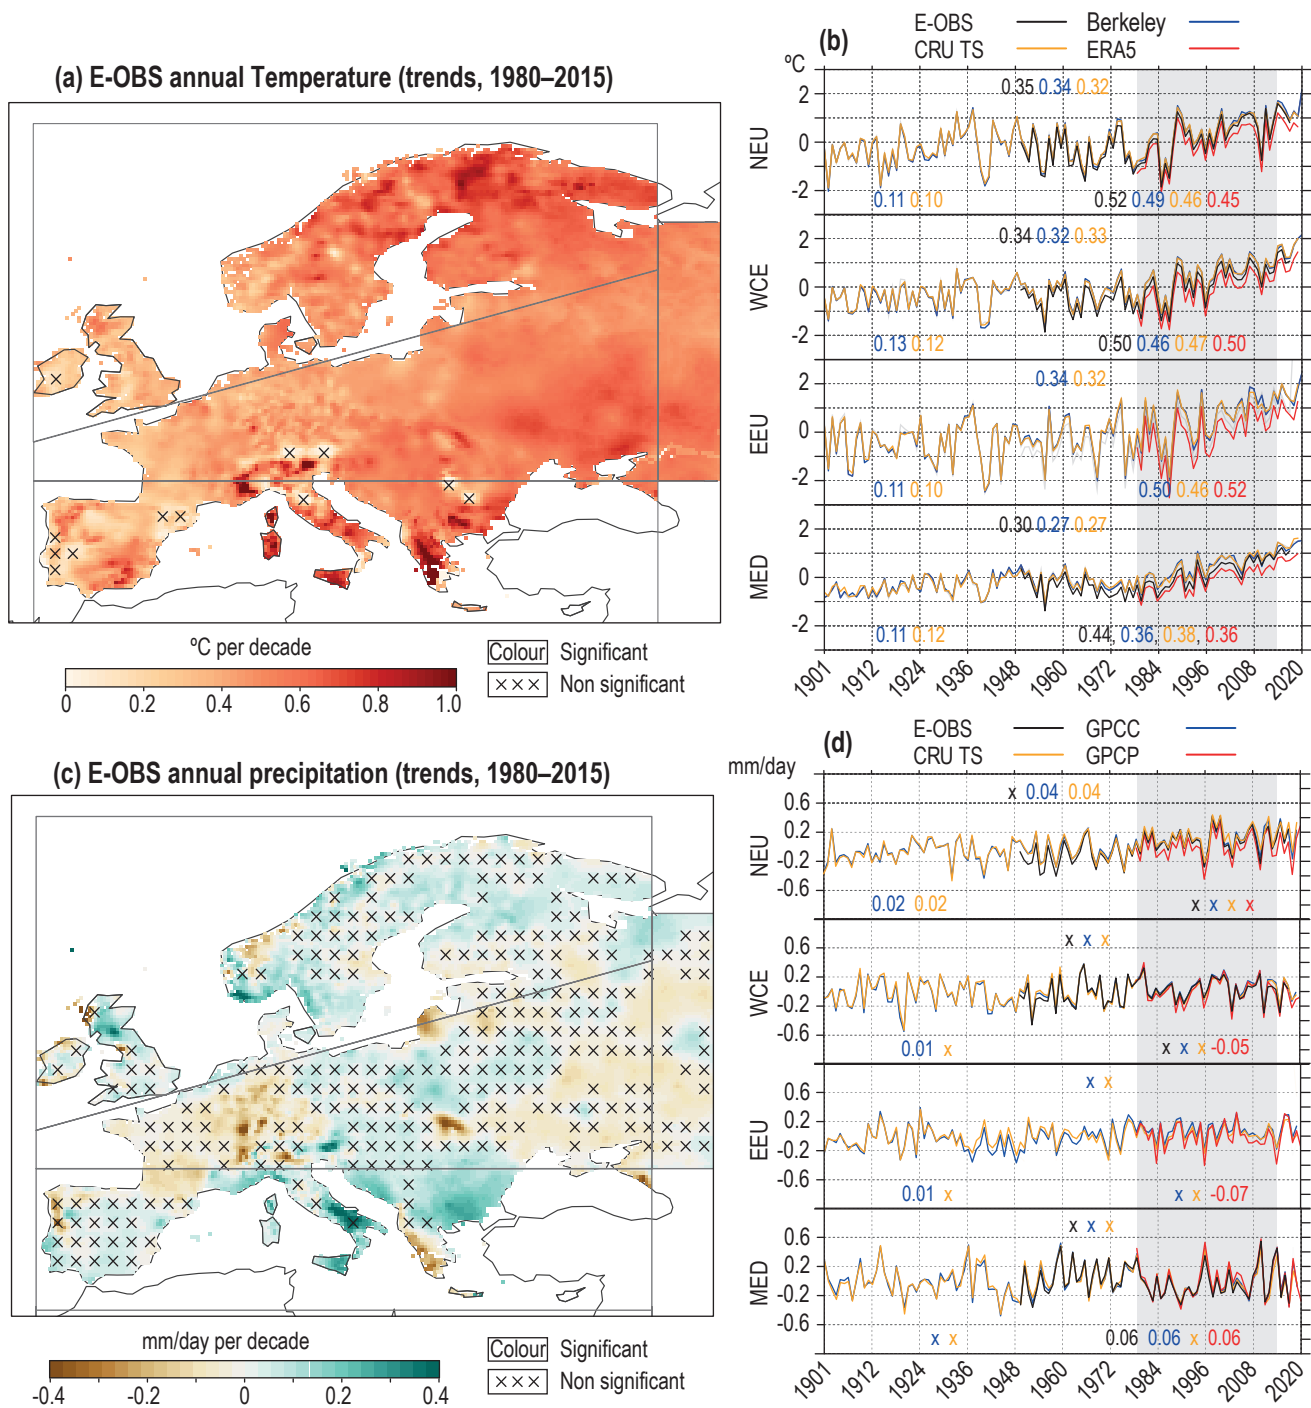 (a) E-OBS annual Temperature (trends, 1980–2015)
ºC per decade
0 0.2 0.4 0.6 0.8 1.0
Colour Significant
××× Non significant
(b)
E-OBS Berkeley
CRU TS ERA5
ºC
NEU
2
0
-2
0.35 0.34 0.32
0.11 0.10
0.52 0.49 0.46 0.45
WCE
2
0
-2
0.34 0.32 0.33
0.13 0.12
0.50 0.46 0.47 0.50
EEU
2
0
-2
0.34 0.32
0.11 0.10
0.50 0.46 0.52
MED
2
0
-2
0.30 0.27 0.27
0.11 0.12
0.44, 0.36, 0.38, 0.36
1901 1912 1924 1936 1948 1960 1972 1984 1996 2008 2020
(c) E-OBS annual precipitation (trends, 1980–2015)
mm/day per decade
-0.4 -0.2 0 0.2 0.4
Colour Significant
××× Non significant
(d)
E-OBS GPCC
CRU TS GPCP
mm/day
NEU
0.6
0.2
-0.2
-0.6
x 0.04 0.04
0.02 0.02
x x x x
WCE
0.6
0.2
-0.2
-0.6
x x x
0.01 x
x x x -0.05
EEU
0.6
0.2
-0.2
-0.6
x x
0.01 x
x x -0.07
MED
0.6
0.2
-0.2
-0.6
x x x
x x
0.06 0.06 x 0.06
1901 1912 1924 1936 1948 1960 1972 1984 1996 2008 2020